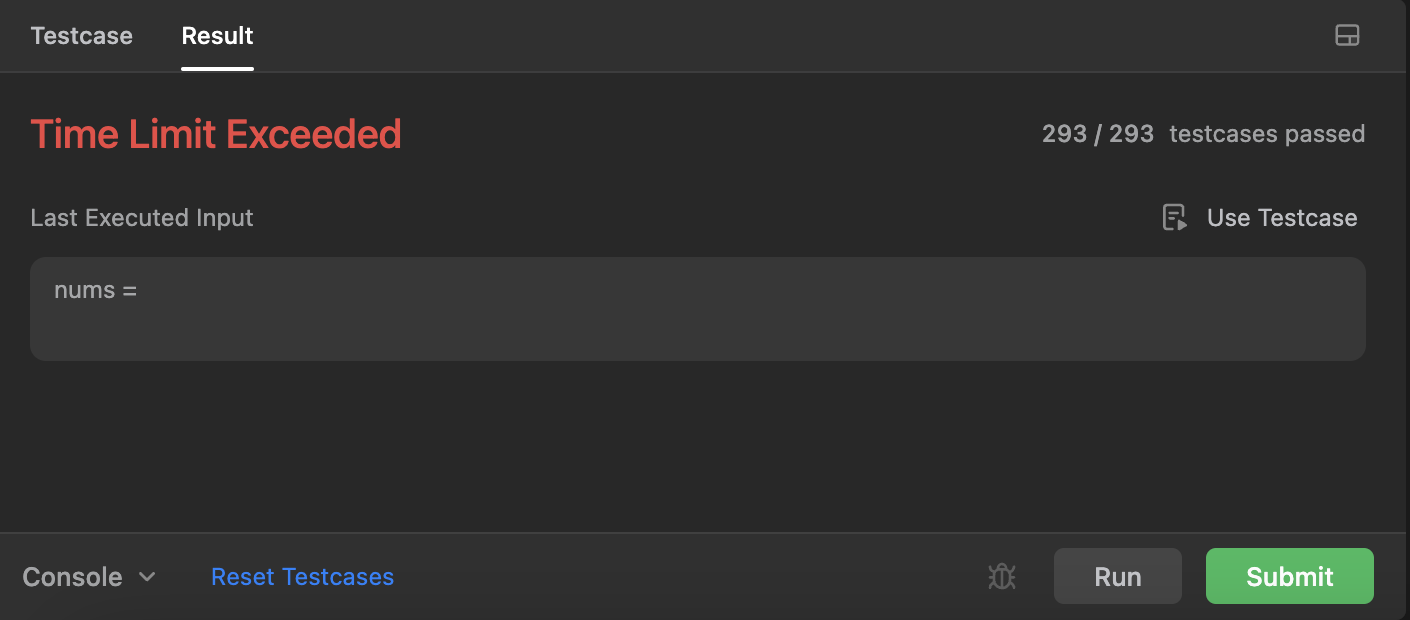 Testcase Result
Time Limit Exceeded 293 / 293 testcases passed
Last Executed Input Use Testcase
nums =
Console Reset Testcases Run Submit